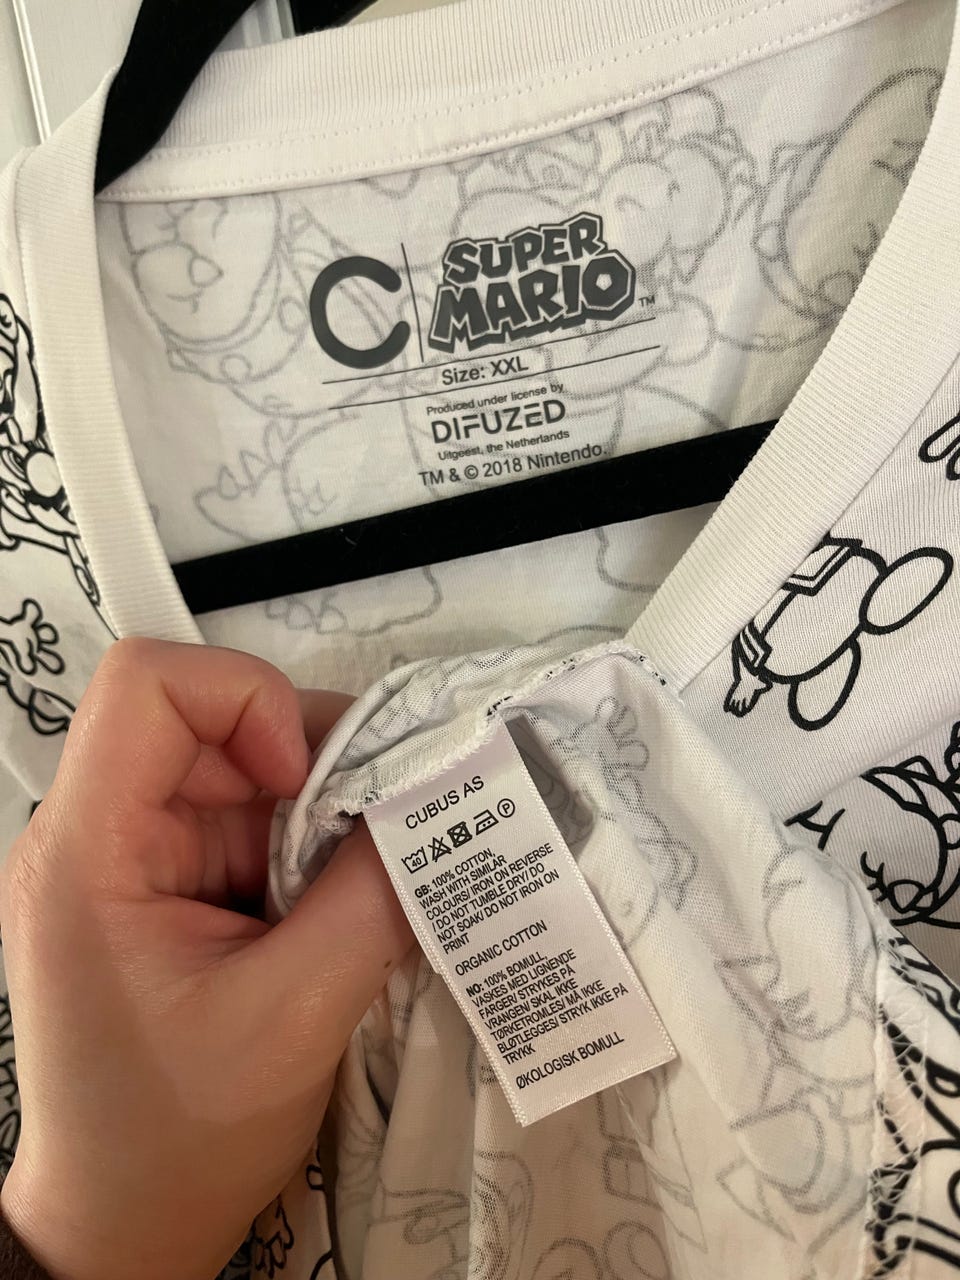 C SUPER
MARIO™
Size: XXL
Produced under license by
DIFUZED
Uitgeest, the Netherlands
TM & © 2018 Nintendo.
CUBUS AS
40 P
GB: 100% COTTON,
WASH WITH SIMILAR
COLOURS/ IRON ON REVERSE
/ DO NOT TUMBLE DRY/ DO
NOT SOAK/ DO NOT IRON ON
PRINT
ORGANIC COTTON
NO: 100% BOMULL,
VASKES MED LIGNENDE
FARGER/ STRYKES PÅ
VRANGEN/ SKAL IKKE
TØRKETROMLES/ MÅ IKKE
BLØTLEGGES/ STRYK IKKE PÅ
TRYKK
ØKOLOGISK BOMULL